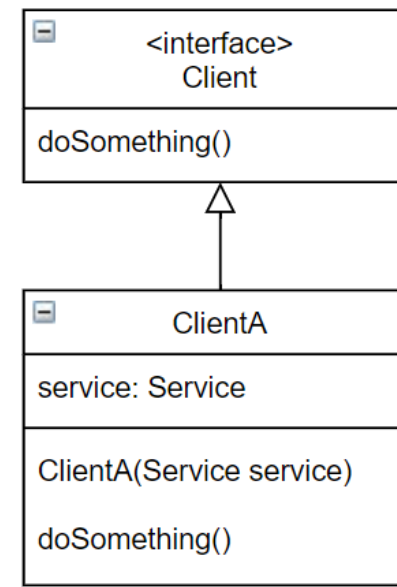 <interface>
Client
doSomething()
ClientA
service: Service
ClientA(Service service)
doSomething()